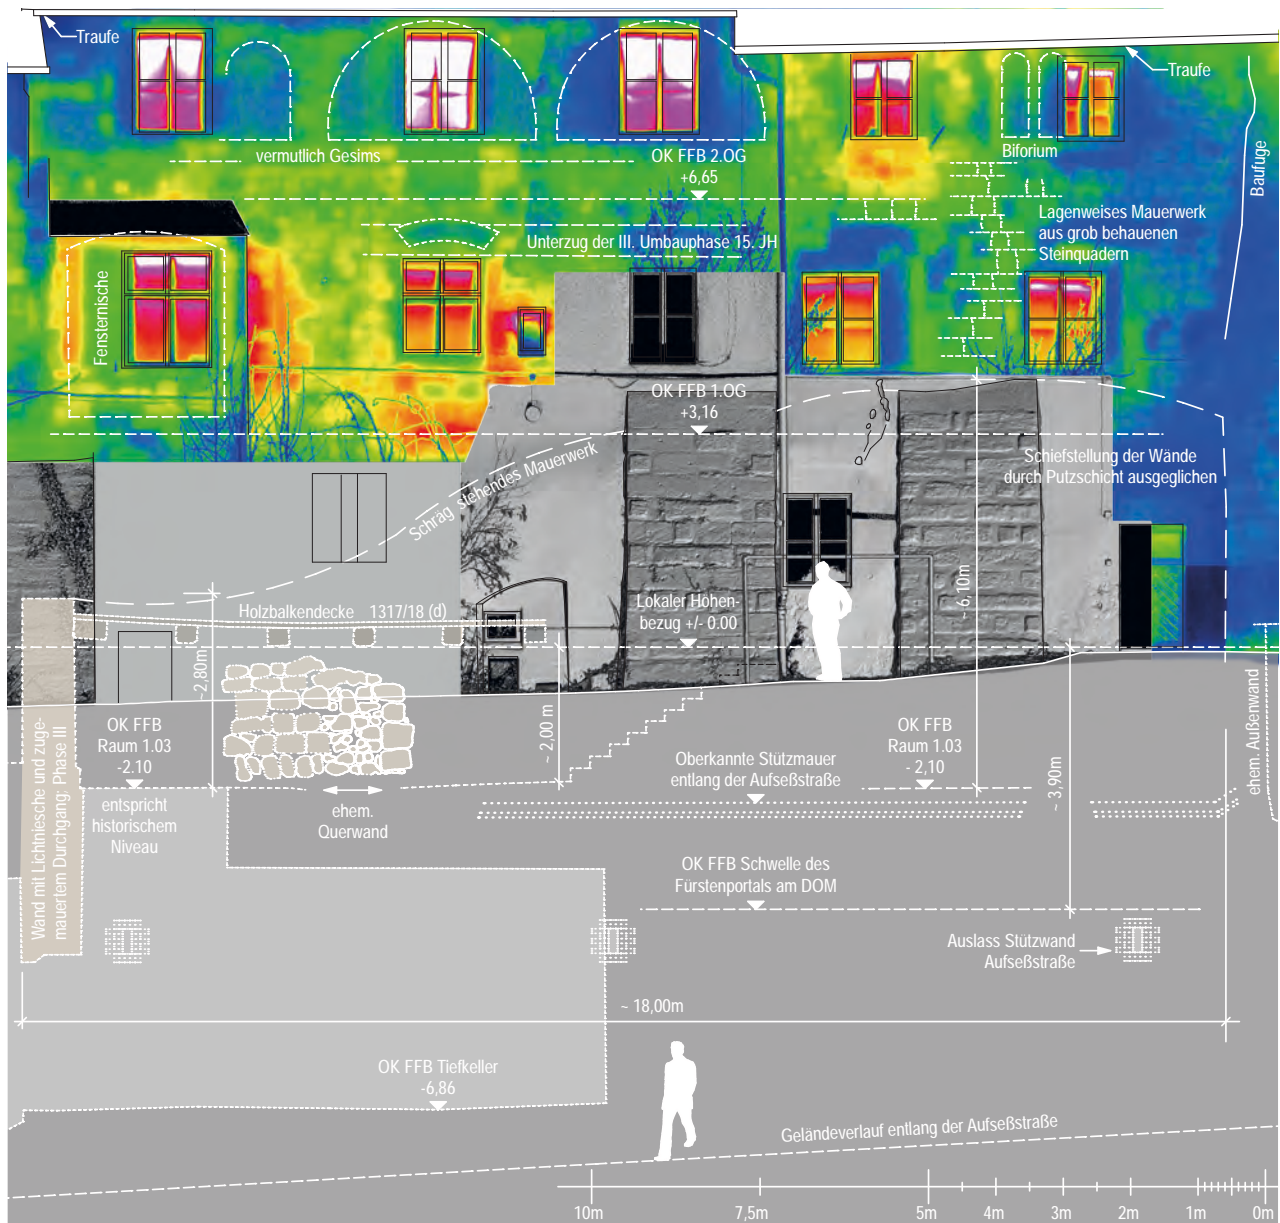 Traufe
Traufe
vermutlich Gesims
OK FFB 2.OG
+6,65
Biforium
Baufuge
Lagenweises Mauerwerk
aus grob behauenen
Steinquadern
Unterzug der III. Umbauphase 15. JH
Fensternische
OK FFB 1.OG
+3,16
Schräg stehendes Mauerwerk
Schiefstellung der Wände
durch Putzschicht ausgeglichen
~6,10m
Holzbalkendecke 1317/18 (d)
Lokaler Höhen-
bezug +/- 0.00
~2,80m
OK FFB
Raum 1.03
-2.10
entspricht
historischem
Niveau
Wand mit Lichtniesche und zuge-
mauertem Durchgang; Phase III
ehem.
Querwand
~ 2,00 m
Oberkannte Stützmauer
entlang der Aufseßstraße
OK FFB
Raum 1.03
- 2,10
~ 3,90m
ehem. Außenwand
OK FFB Schwelle des
Fürstenportals am DOM
Auslass Stützwand
Aufseßstraße
~ 18,00m
OK FFB Tiefkeller
-6,86
Geländeverlauf entlang der Aufseßstraße
10m 7,5m 5m 4m 3m 2m 1m 0m